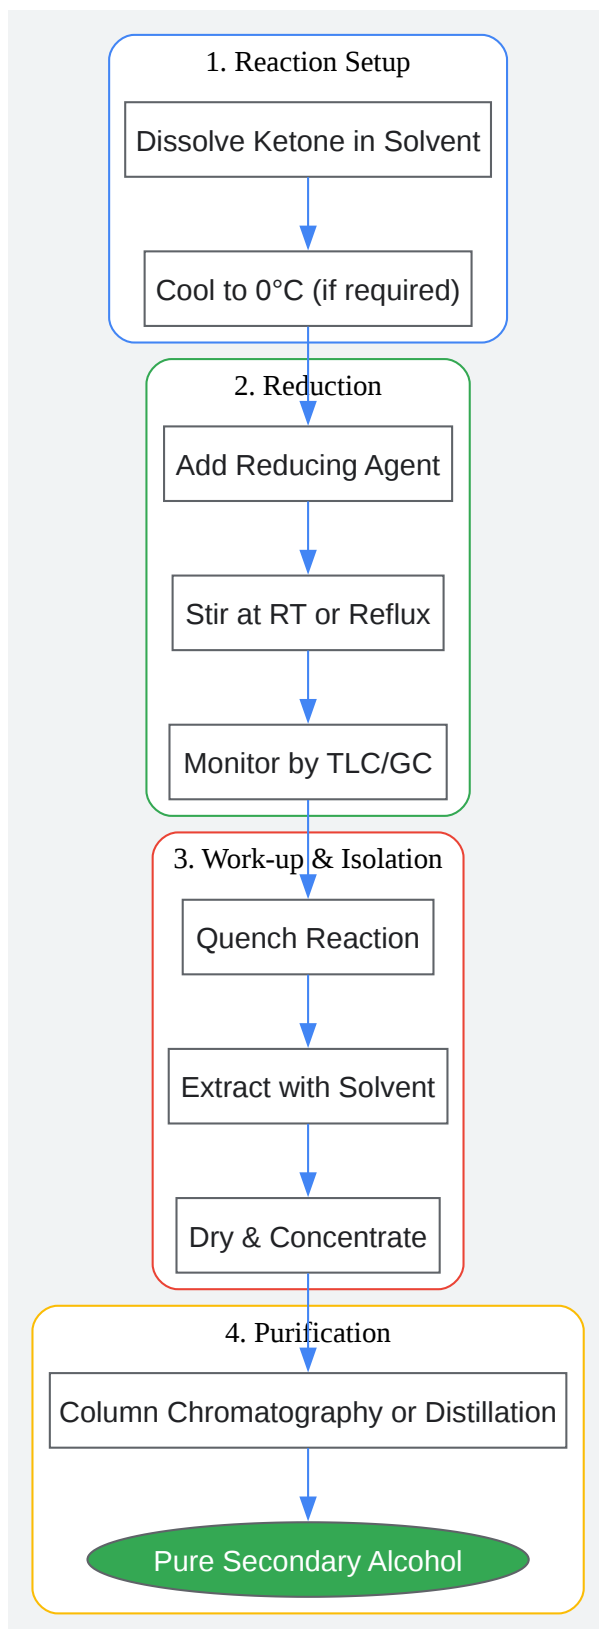 1. Reaction Setup
Dissolve Ketone in Solvent
Cool to 0°C (if required)
2. Reduction
Add Reducing Agent
Stir at RT or Reflux
Monitor by TLC/GC
3. Work-up & Isolation
Quench Reaction
Extract with Solvent
Dry & Concentrate
4. Purification
Column Chromatography or Distillation
Pure Secondary Alcohol